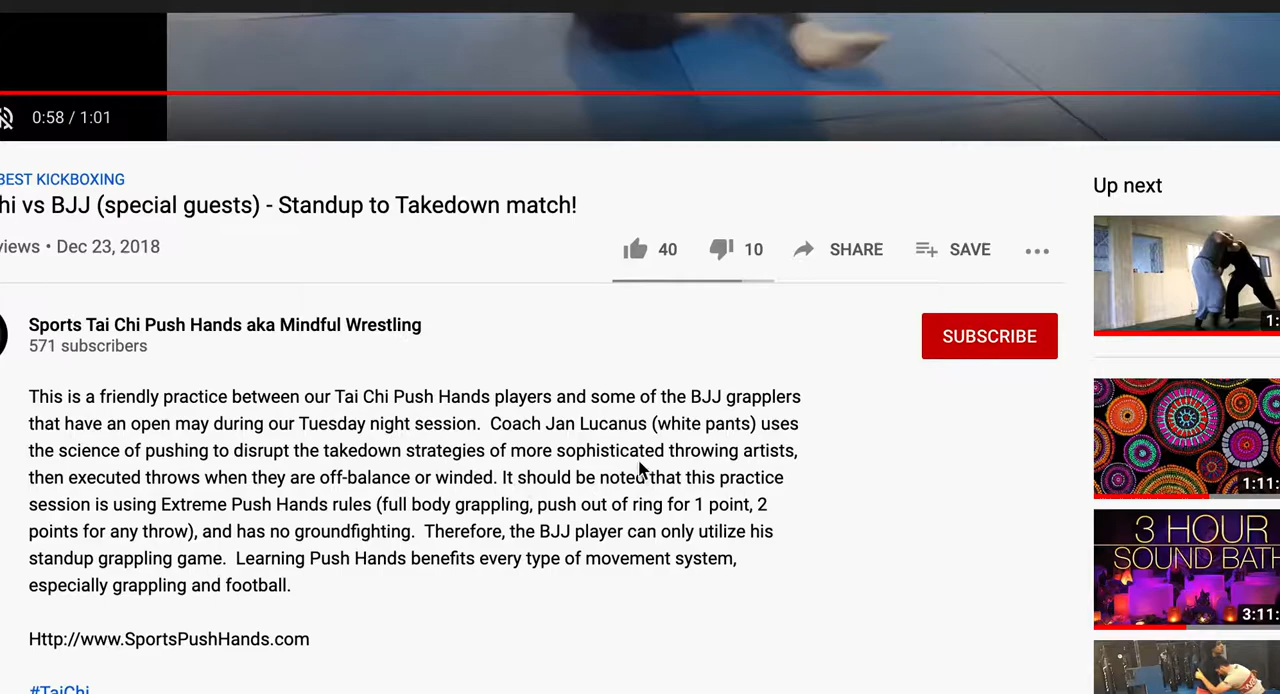 0:58 / 1:01
BEST KICKBOXING
hi vs BJJ (special guests) - Standup to Takedown match!
views • Dec 23, 2018
40
10
SHARE
SAVE
Sports Tai Chi Push Hands aka Mindful Wrestling
571 subscribers
SUBSCRIBE
This is a friendly practice between our Tai Chi Push Hands players and some of the BJJ grapplers
that have an open may during our Tuesday night session.  Coach Jan Lucanus (white pants) uses
the science of pushing to disrupt the takedown strategies of more sophisticated throwing artists,
then executed throws when they are off-balance or winded. It should be noted that this practice
session is using Extreme Push Hands rules (full body grappling, push out of ring for 1 point, 2
points for any throw), and has no groundfighting.  Therefore, the BJJ player can only utilize his
standup grappling game.  Learning Push Hands benefits every type of movement system,
especially grappling and football.
Http://www.SportsPushHands.com
#TaiChi
Up next
1:
1:11:
3 HOUR
SOUND BATH
3:11: